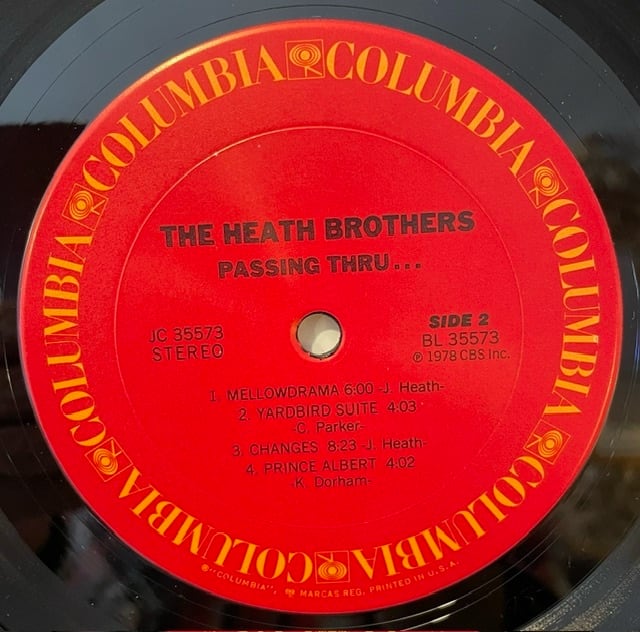 COLUMBIA COLUMBIA COLUMBIA COLUMBIA COLUMBIA COLUMBIA
THE HEATH BROTHERS
PASSING THRU...
JC 35573
STEREO
SIDE 2
BL 35573
℗ 1978 CBS Inc.
1. MELLOWDRAMA 6:00 -J. Heath-
2. YARDBIRD SUITE 4:03
-C. Parker-
3. CHANGES 8:23 -J. Heath-
4. PRINCE ALBERT 4:02
-K. Dorham-
®"COLUMBIA", MARCAS REG. PRINTED IN U.S.A.